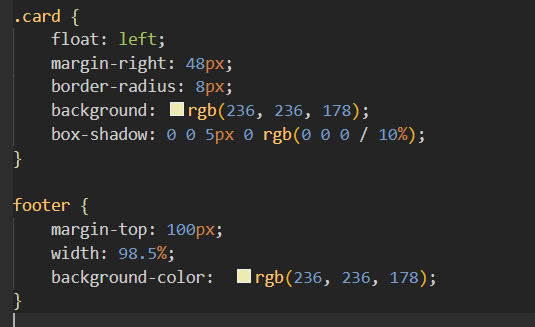 .card {
    float: left;
    margin-right: 48px;
    border-radius: 8px;
    background: rgb(236, 236, 178);
    box-shadow: 0 0 5px 0 rgb(0 0 0 / 10%);
}

footer {
    margin-top: 100px;
    width: 98.5%;
    background-color:  rgb(236, 236, 178);
}